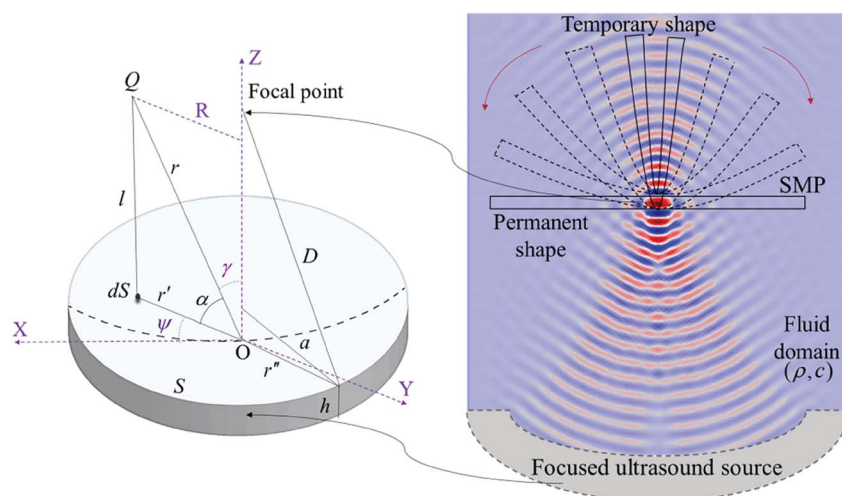 Z
Q
Focal point
R
r
l
D
γ
dS
r'
α
ψ
X
O
a
r"
Y
S
h
Temporary shape
SMP
Permanent
shape
Fluid
domain
(ρ,c)
Focused ultrasound source